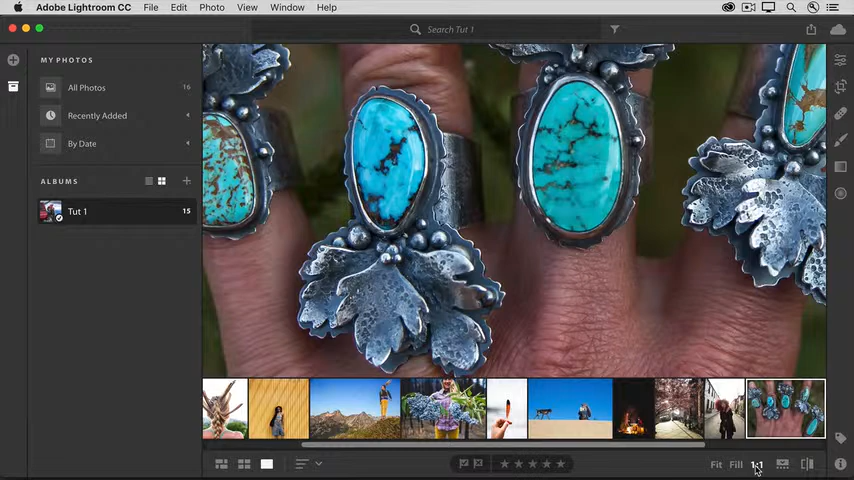 Adobe Lightroom CC File Edit Photo View Window Help
Search Tut 1
MY PHOTOS
All Photos 16
Recently Added
By Date
ALBUMS
Tut 1 15
Fit Fill 1:1